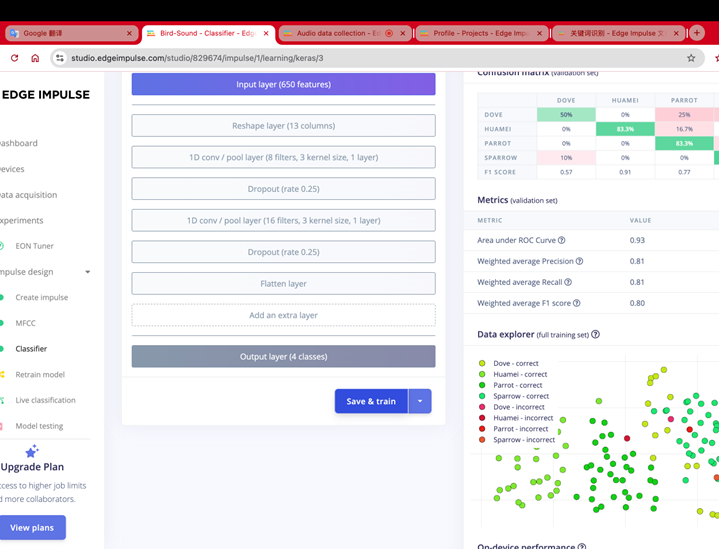 Google 翻译
Bird-Sound - Classifier - Edge
Audio data collection - Ed
Profile - Projects - Edge Imp
关键词识别 - Edge Impulse 文
studio.edgeimpulse.com/studio/829674/impulse/1/learning/keras/3
EDGE IMPULSE
ashboard
evices
ata acquisition
xperiments
EON Tuner
mpulse design
Create impulse
MFCC
Classifier
Retrain model
Live classification
Model testing
Upgrade Plan
ccess to higher job limits
d more collaborators.
View plans
Input layer (650 features)
Reshape layer (13 columns)
1D conv / pool layer (8 filters, 3 kernel size, 1 layer)
Dropout (rate 0.25)
1D conv / pool layer (16 filters, 3 kernel size, 1 layer)
Dropout (rate 0.25)
Flatten layer
Add an extra layer
Output layer (4 classes)
Save & train
Confusion matrix (validation set)
DOVE HUAMEI PARROT
DOVE 50% 0% 25%
HUAMEI 0% 83.3% 16.7%
PARROT 0% 0% 83.3%
SPARROW 10% 0% 0%
F1 SCORE 0.57 0.91 0.77
Metrics (validation set)
METRIC VALUE
Area under ROC Curve 0.93
Weighted average Precision 0.81
Weighted average Recall 0.81
Weighted average F1 score 0.80
Data explorer (full training set)
Dove - correct
Huamei - correct
Parrot - correct
Sparrow - correct
Dove - incorrect
Huamei - incorrect
Parrot - incorrect
Sparrow - incorrect
On-device performance